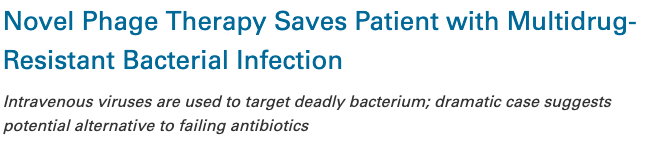 Novel Phage Therapy Saves Patient with Multidrug-
Resistant Bacterial Infection
Intravenous viruses are used to target deadly bacterium; dramatic case suggests
potential alternative to failing antibiotics